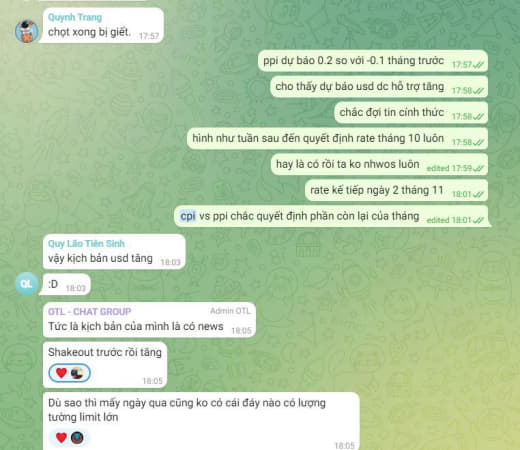 Quynh Trang
chọt xong bị giết. 17:57
ppi dự báo 0.2 so với -0.1 tháng trước 17:57
cho thấy dự báo usd dc hỗ trợ tăng 17:58
chắc đợi tin cính thức 17:58
hình như tuần sau đến quyết định rate tháng 10 luôn 17:58
hay là có rồi ta ko nhwos luôn edited 17:59
rate kế tiếp ngày 2 tháng 11 18:01
cpi vs ppi chắc quyết định phần còn lại của tháng edited 18:01
Quy Lão Tiên Sinh
vậy kịch bản usd tăng 18:03
QL
:D 18:03
OTL - CHAT GROUP Admin OTL
Tức là kịch bản của mình là có news 18:05
Shakeout trước rồi tăng
18:05
Dù sao thì mấy ngày qua cũng ko có cái đáy nào có lượng
tường limit lớn
18:05